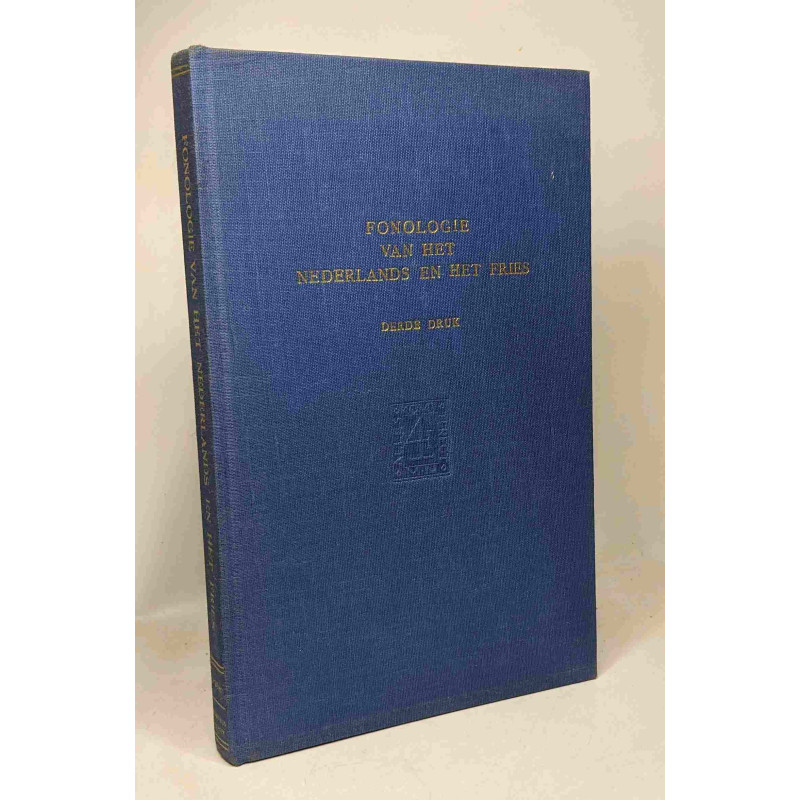 FONOLOGIE
VAN HET
NEDERLANDS EN HET FRIES
DERDE DRUK
FONOLOGIE VAN HET NEDERLANDS EN HET FRIES